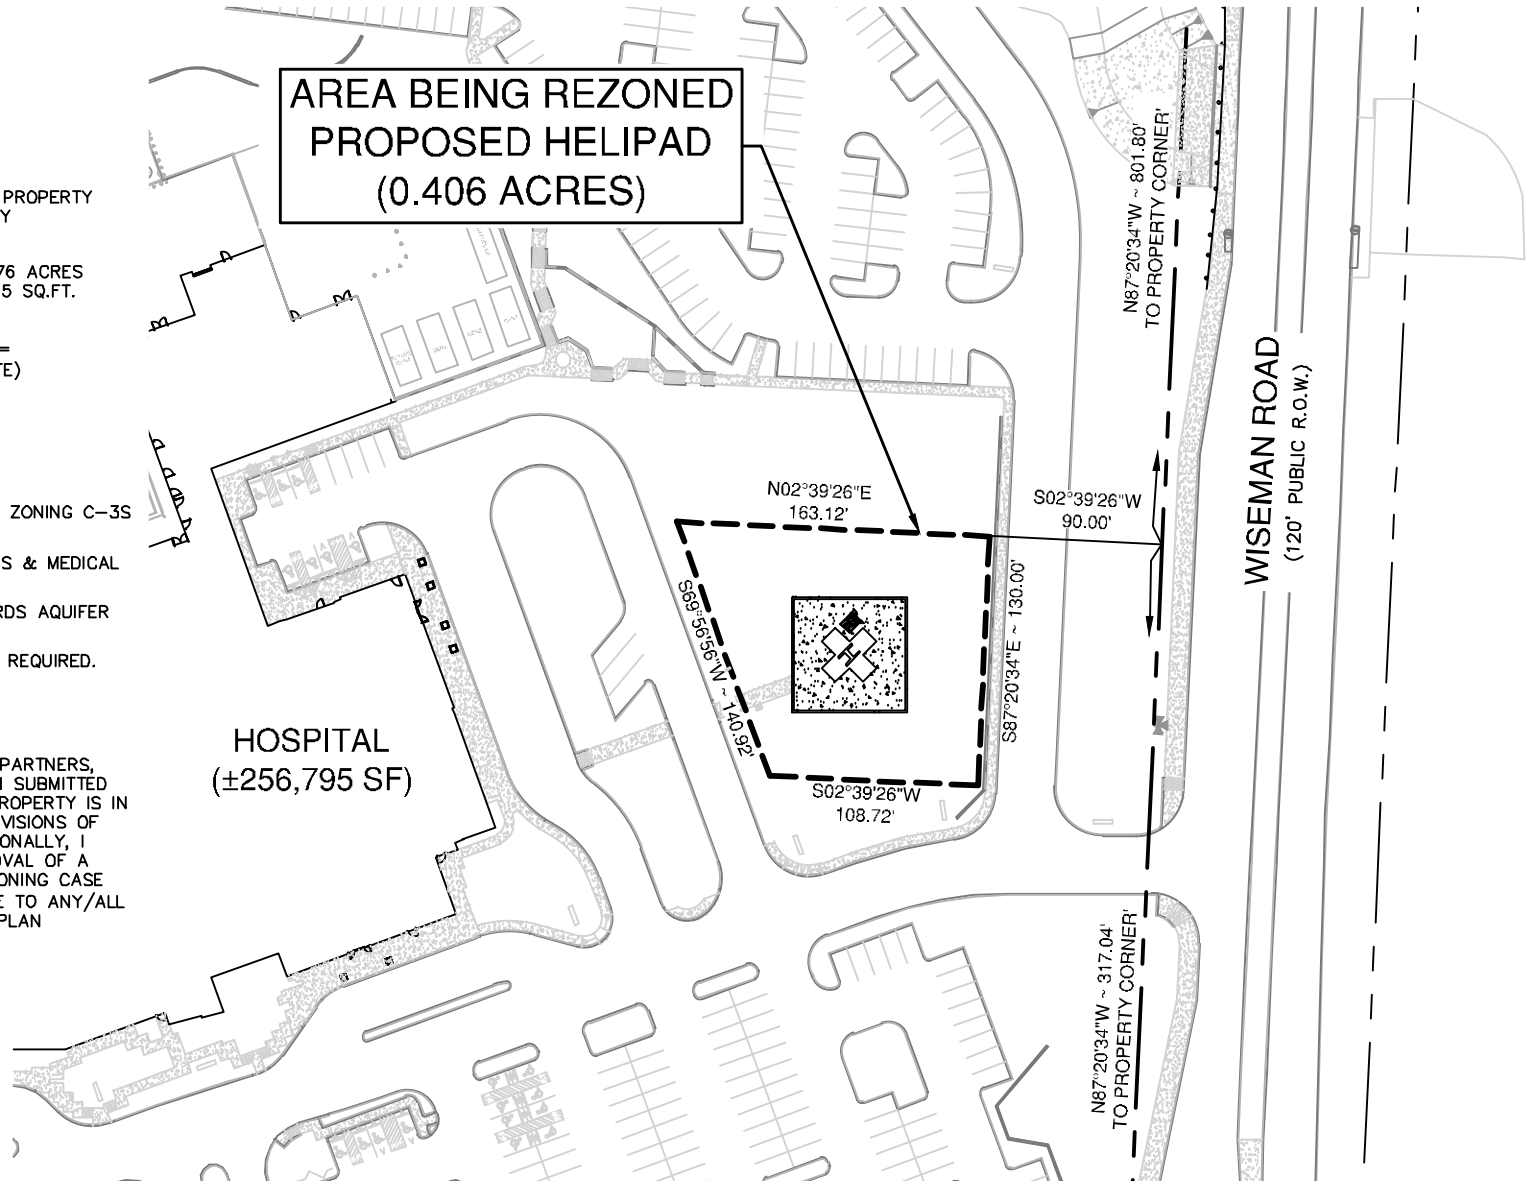 PROPERTY
Y
76 ACRES
5 SQ.FT.
TE)
ZONING C-3S
S & MEDICAL
RDS AQUIFER
REQUIRED.
PARTNERS,
SUBMITTED
ROPERTY IS IN
VISIONS OF
ONALLY, I
OVAL OF A
ONING CASE
E TO ANY/ALL
PLAN
AREA BEING REZONED
PROPOSED HELIPAD
(0.406 ACRES)
N87°20'34"W ~ 801.80'
TO PROPERTY CORNER'
WISEMAN ROAD
(120' PUBLIC R.O.W.)
N02°39'26"E
163.12'
S02°39'26"W
90.00'
S69°56'56"W ~ 140.92'
H
S87°20'34"E ~ 130.00'
S02°39'26"W
108.72'
HOSPITAL
(±256,795 SF)
N87°20'34"W ~ 317.04'
TO PROPERTY CORNER'